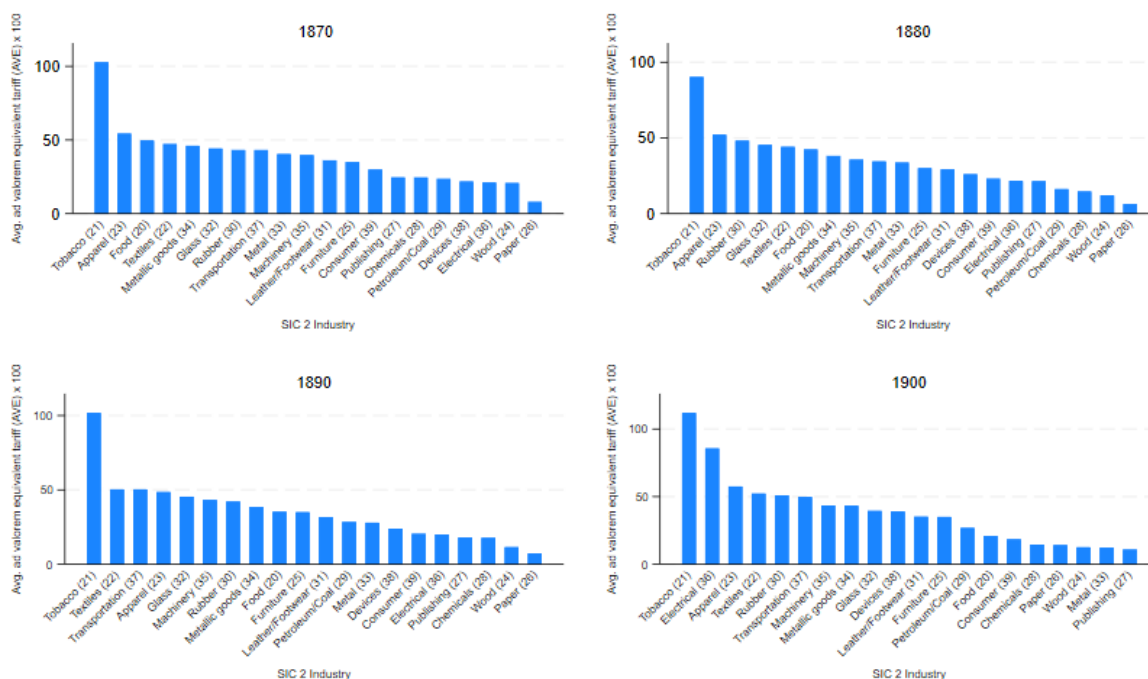 1870
Avg. ad valorem equivalent tariff (AVE) x 100
100
50
0
Tobacco (21)
Apparel (23)
Food (20)
Textiles (22)
Metallic goods (34)
Glass (32)
Rubber (30)
Transportation (37)
Metal (33)
Machinery (35)
Leather/Footwear (31)
Furniture (25)
Consumer (39)
Publishing (27)
Chemicals (28)
Petroleum/Coal (29)
Devices (38)
Electrical (36)
Wood (24)
Paper (26)
SIC 2 Industry
1880
Avg. ad valorem equivalent tariff (AVE) x 100
100
50
0
Tobacco (21)
Apparel (23)
Rubber (30)
Glass (32)
Textiles (22)
Food (20)
Metallic goods (34)
Machinery (35)
Transportation (37)
Metal (33)
Furniture (25)
Leather/Footwear (31)
Devices (38)
Consumer (39)
Electrical (36)
Publishing (27)
Petroleum/Coal (29)
Chemicals (28)
Wood (24)
Paper (26)
SIC 2 Industry
1890
Avg. ad valorem equivalent tariff (AVE) x 100
100
50
0
Tobacco (21)
Textiles (22)
Transportation (37)
Apparel (23)
Glass (32)
Machinery (35)
Rubber (30)
Metallic goods (34)
Food (20)
Furniture (25)
Leather/Footwear (31)
Petroleum/Coal (29)
Metal (33)
Devices (38)
Consumer (39)
Electrical (36)
Publishing (27)
Chemicals (28)
Wood (24)
Paper (26)
SIC 2 Industry
1900
Avg. ad valorem equivalent tariff (AVE) x 100
100
50
0
Tobacco (21)
Electrical (36)
Apparel (23)
Textiles (22)
Rubber (30)
Transportation (37)
Machinery (35)
Metallic goods (34)
Glass (32)
Devices (38)
Leather/Footwear (31)
Furniture (25)
Petroleum/Coal (29)
Food (20)
Consumer (39)
Chemicals (28)
Paper (26)
Wood (24)
Metal (33)
Publishing (27)
SIC 2 Industry